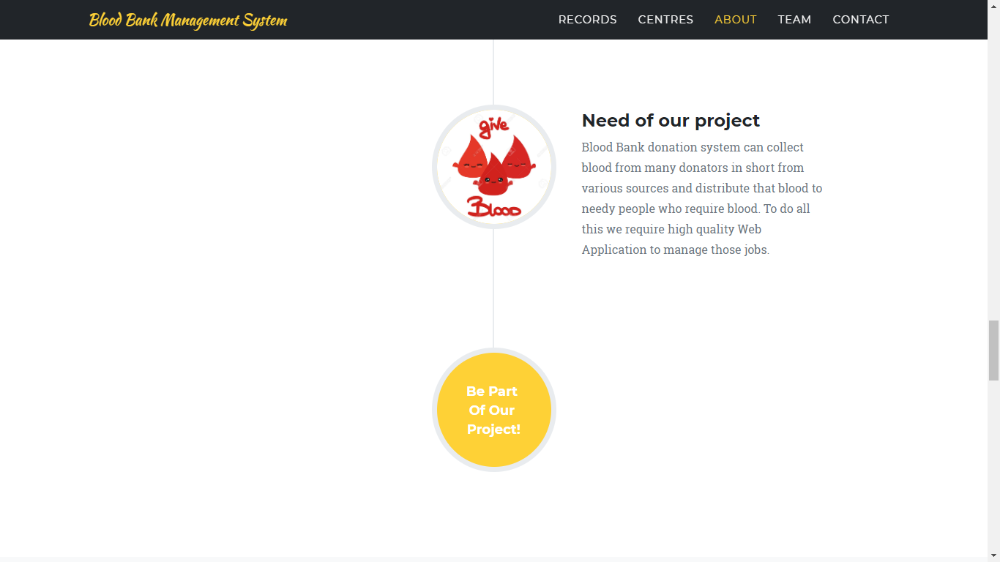 Blood Bank Management System
RECORDS CENTRES ABOUT TEAM CONTACT
give
Blood
Need of our project
Blood Bank donation system can collect
blood from many donators in short from
various sources and distribute that blood to
needy people who require blood. To do all
this we require high quality Web
Application to manage those jobs.
Be Part
Of Our
Project!